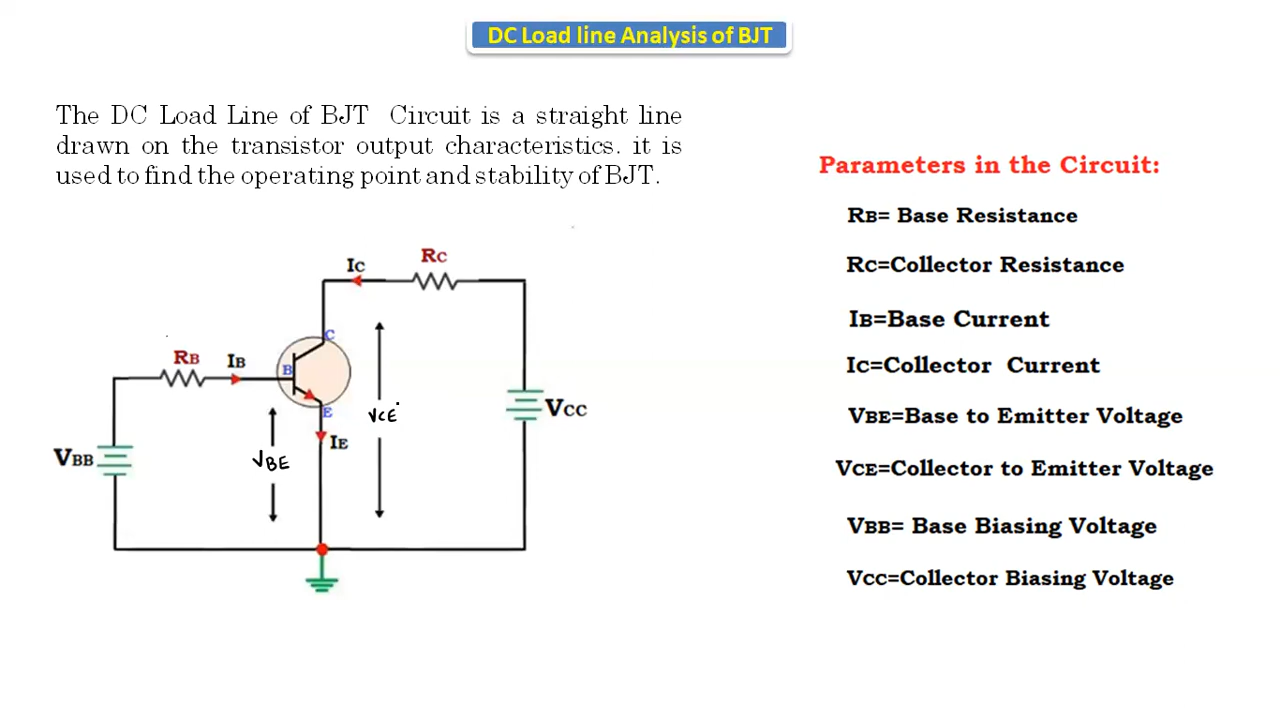 DC Load line Analysis of BJT
The DC Load Line of BJT Circuit is a straight line
drawn on the transistor output characteristics. it is
used to find the operating point and stability of BJT.
Parameters in the Circuit:
RB= Base Resistance
RC=Collector Resistance
IB=Base Current
IC=Collector Current
VBE=Base to Emitter Voltage
VCE=Collector to Emitter Voltage
VBB= Base Biasing Voltage
VCC=Collector Biasing Voltage
RC
IC
C
RB
IB
B
E
VCE
VCC
IE
VBE
VBB